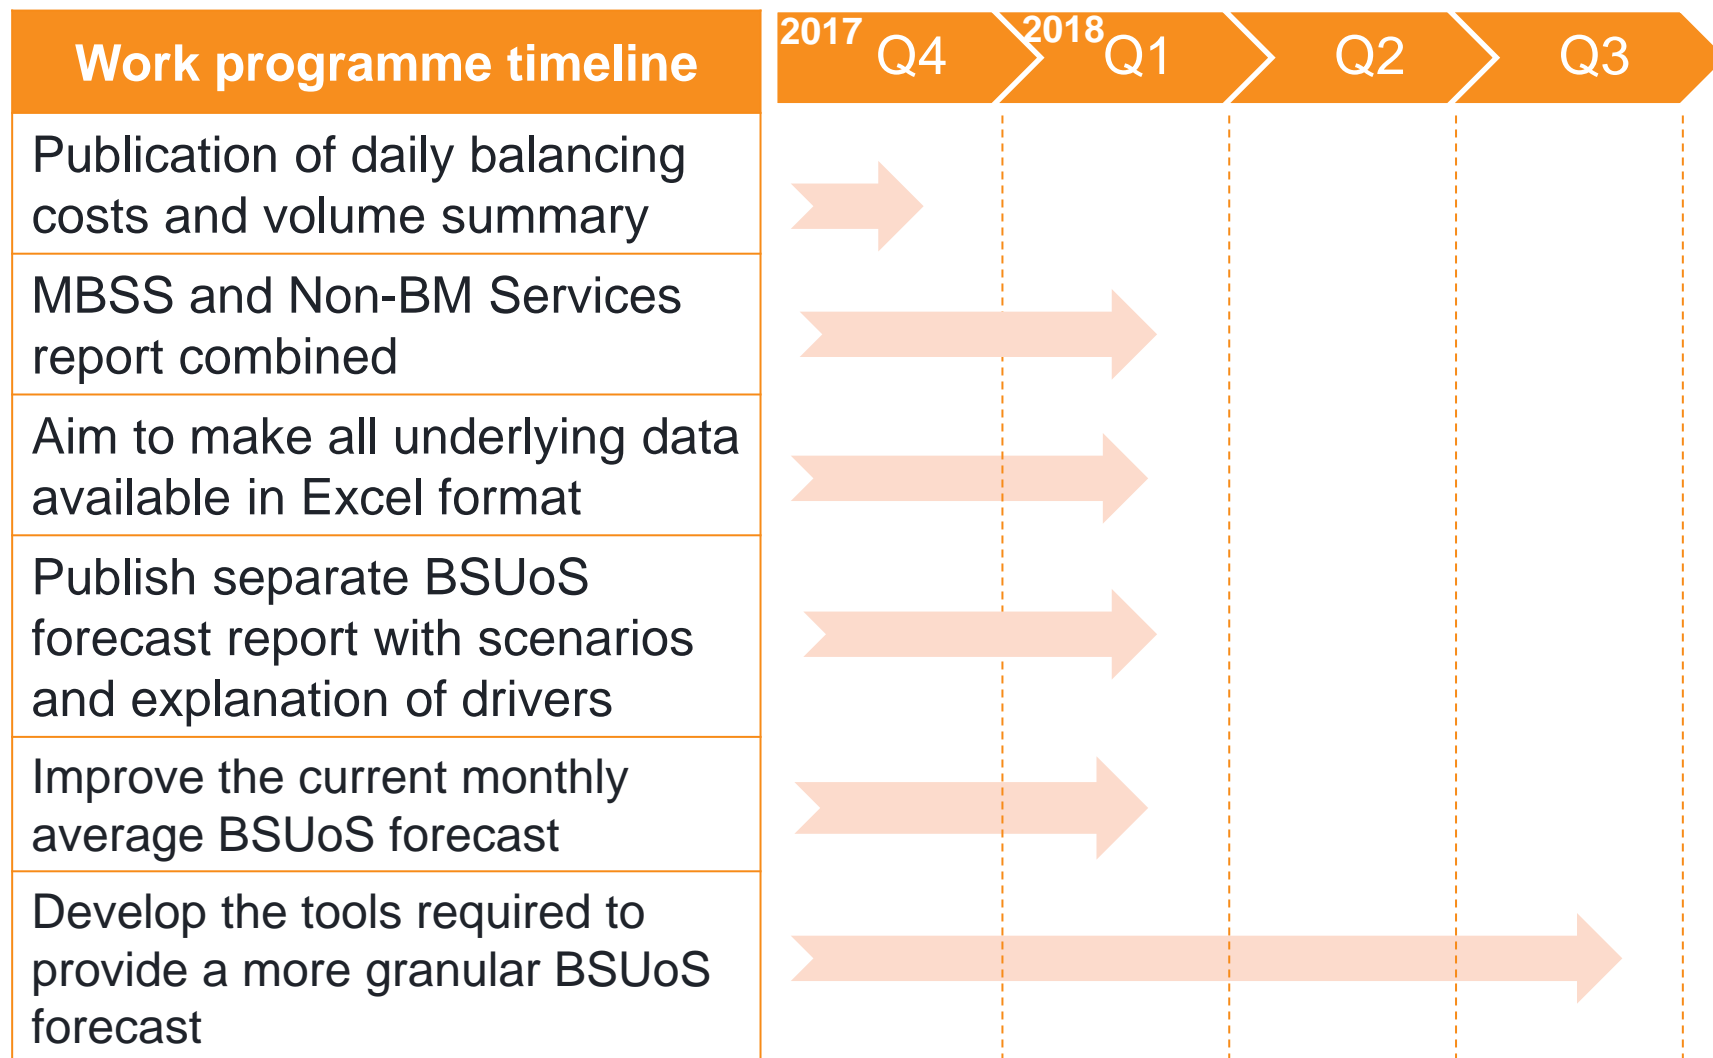 Work programme timeline
2017 Q4 2018 Q1 Q2 Q3
Publication of daily balancing
costs and volume summary
MBSS and Non-BM Services
report combined
Aim to make all underlying data
available in Excel format
Publish separate BSUoS
forecast report with scenarios
and explanation of drivers
Improve the current monthly
average BSUoS forecast
Develop the tools required to
provide a more granular BSUoS
forecast